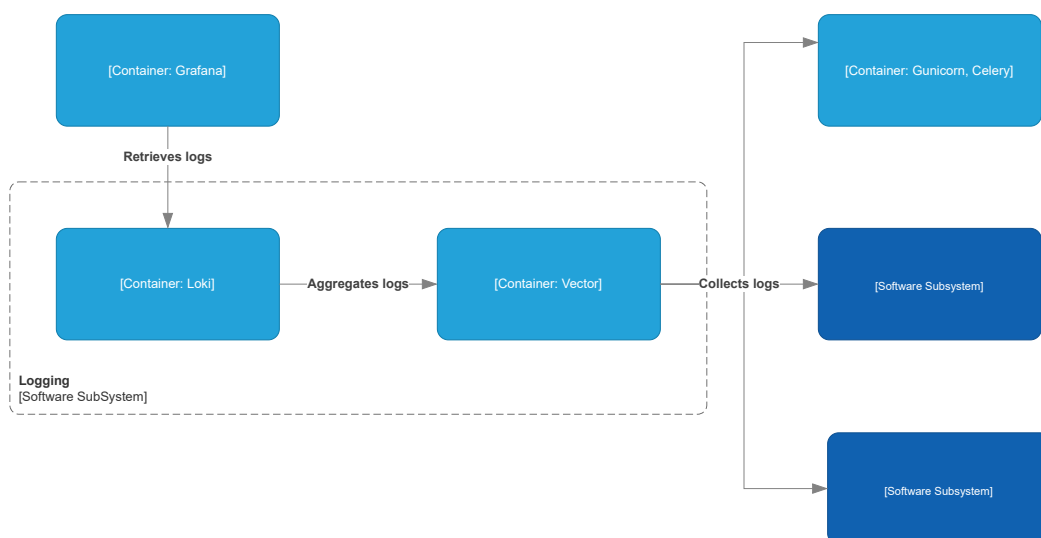 [Container: Grafana]
[Container: Gunicorn, Celery]
Retrieves logs
[Container: Loki]
Aggregates logs
[Container: Vector]
Collects logs
[Software Subsystem]
Logging
[Software SubSystem]
[Software Subsystem]